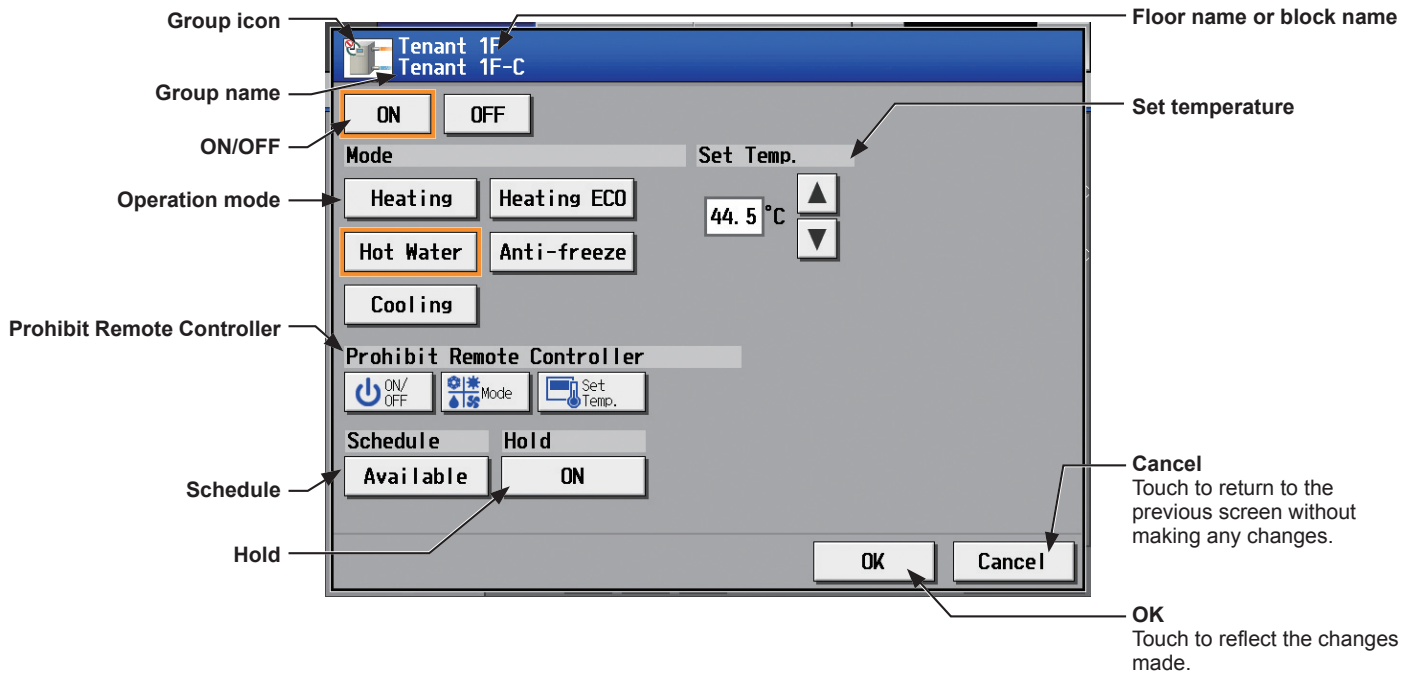 Group icon
Floor name or block name
Tenant 1F
Tenant 1F-C
Group name
Set temperature
ON
OFF
ON/OFF
Mode
Set Temp.
Operation mode
Heating
Heating ECO
44.5°C
Hot Water
Anti-freeze
Cooling
Prohibit Remote Controller
Prohibit Remote Controller
ON/
OFF
Mode
Set
Temp.
Schedule
Hold
Available
ON
Schedule
Hold
Cancel
Touch to return to the
previous screen without
making any changes.
OK
Cancel
OK
Touch to reflect the changes
made.